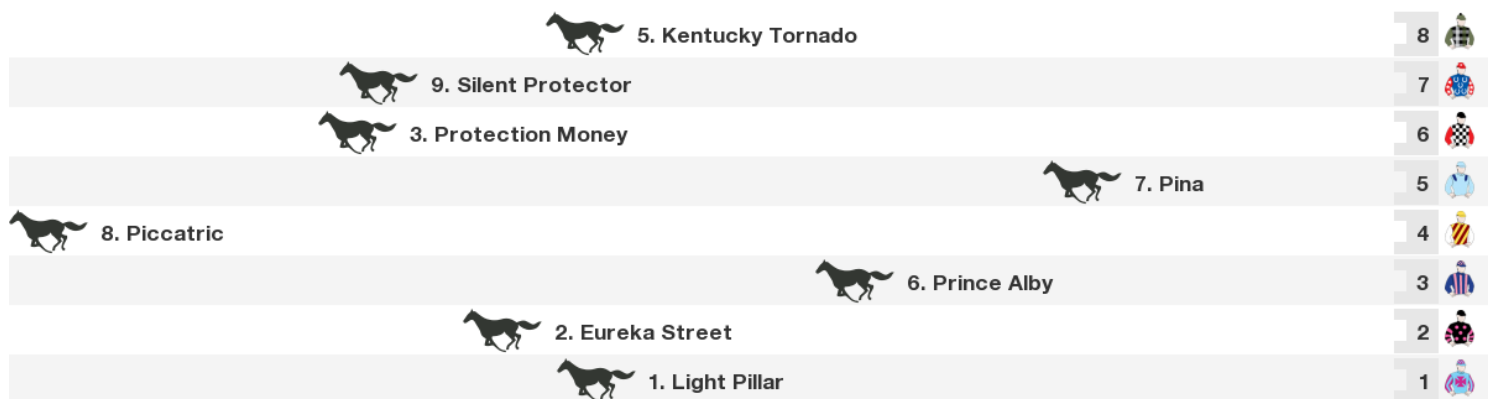 5. Kentucky Tornado 8
9. Silent Protector 7
3. Protection Money 6
7. Pina 5
8. Piccatric 4
6. Prince Alby 3
2. Eureka Street 2
1. Light Pillar 1